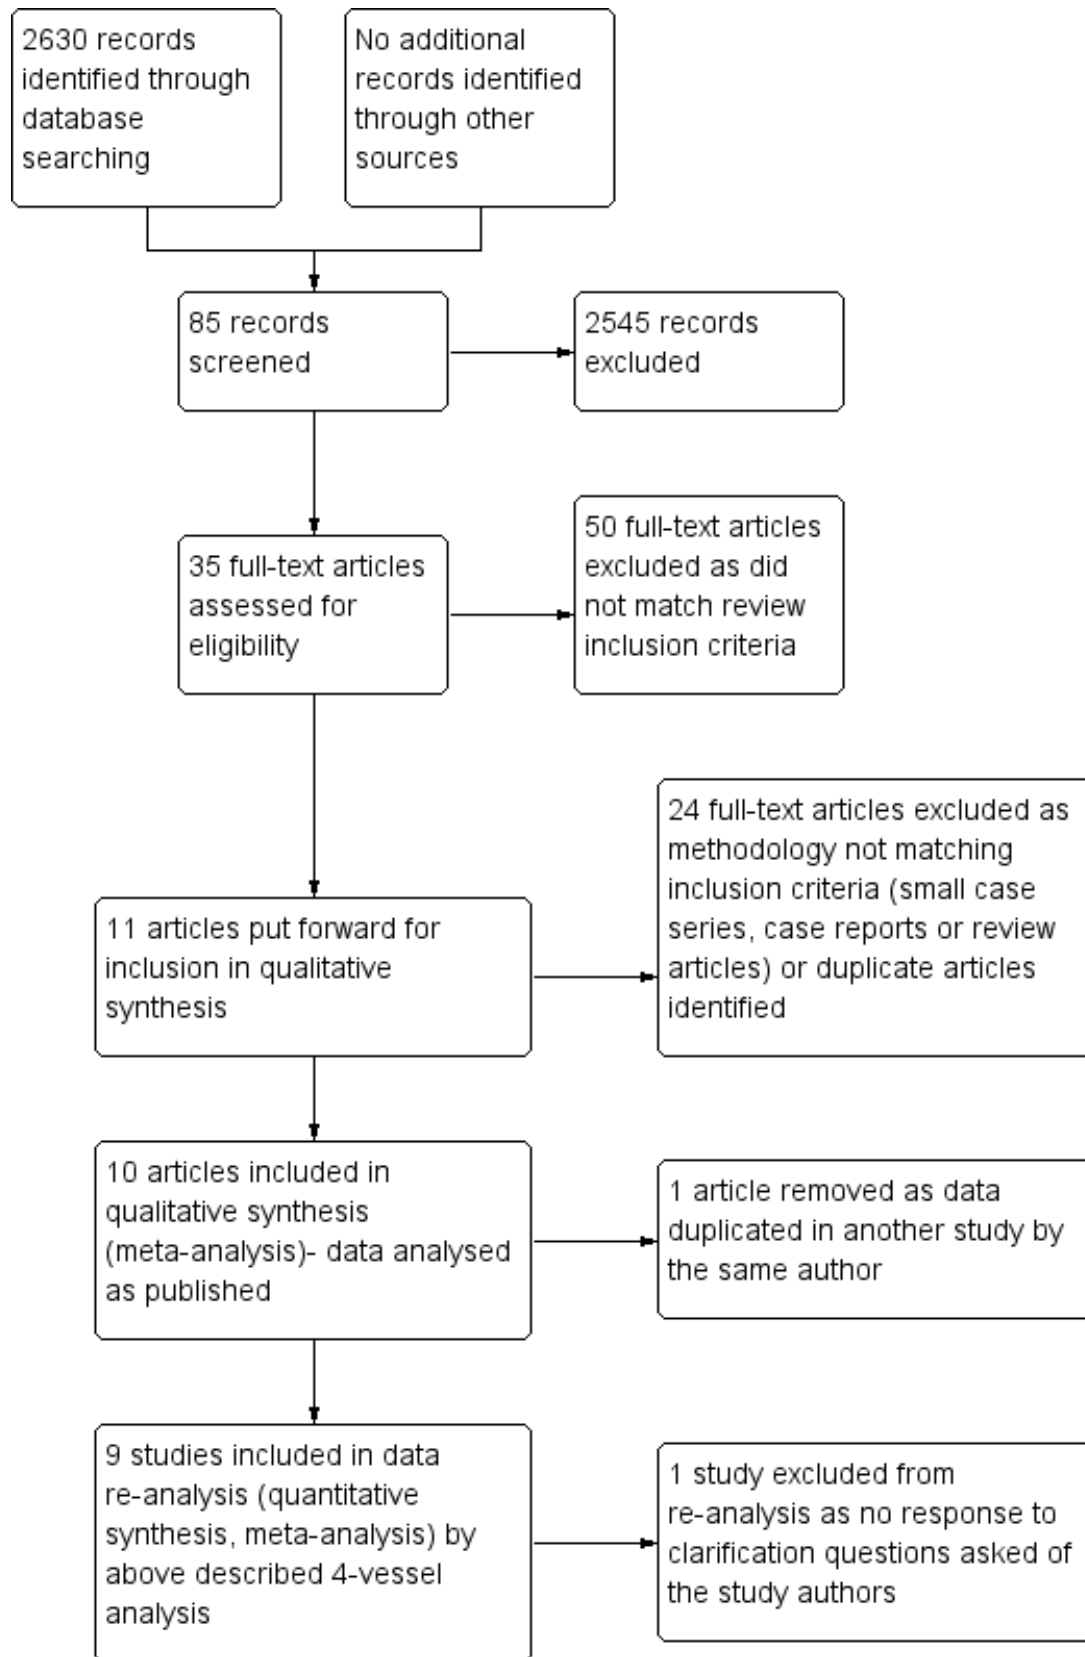 2630 records
identified through
database
searching
No additional
records identified
through other
sources
85 records
screened
2545 records
excluded
35 full-text articles
assessed for
eligibility
50 full-text articles
excluded as did
not match review
inclusion criteria
11 articles put forward for
inclusion in qualitative
synthesis
24 full-text articles excluded as
methodology not matching
inclusion criteria (small case
series, case reports or review
articles) or duplicate articles
identified
10 articles included in
qualitative synthesis
(meta-analysis)- data analysed
as published
1 article removed as data
duplicated in another study by
the same author
9 studies included in data
re-analysis (quantitative
synthesis, meta-analysis) by
above described 4-vessel
analysis
1 study excluded from
re-analysis as no response to
clarification questions asked of
the study authors